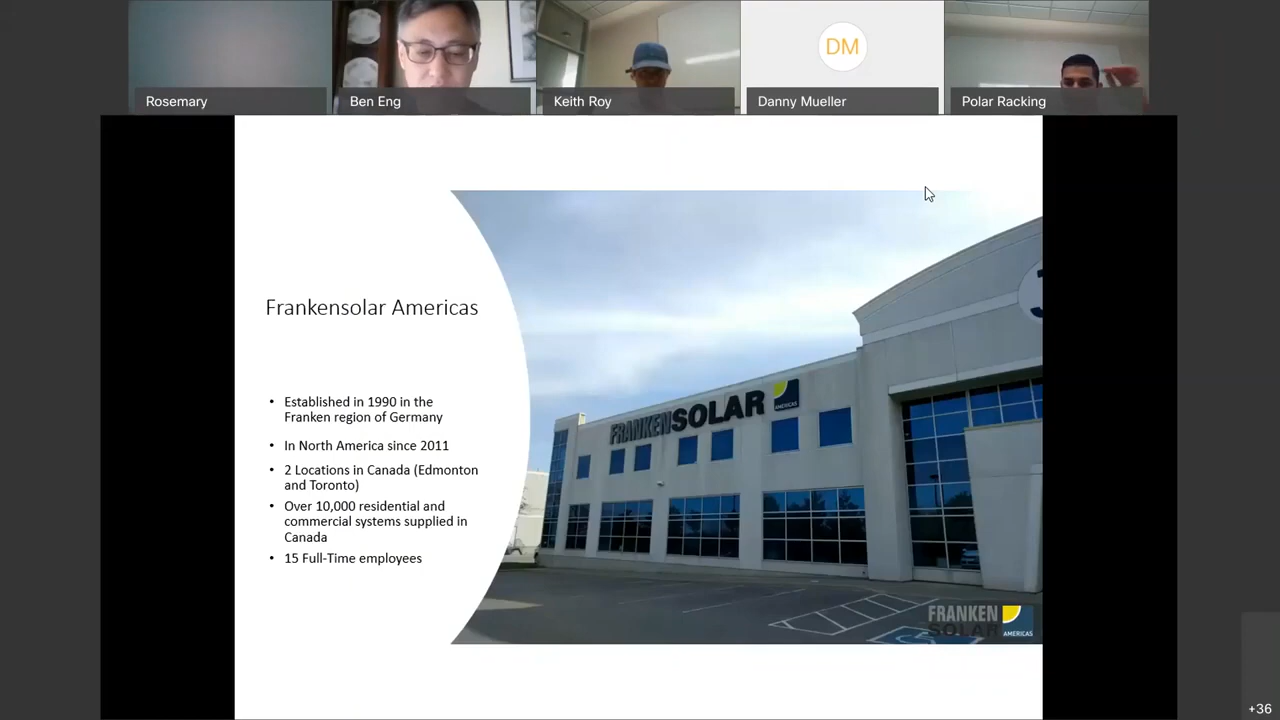 Rosemary
Ben Eng
Keith Roy
DM
Danny Mueller
Polar Racking
Frankensolar Americas
• Established in 1990 in the
Franken region of Germany
• In North America since 2011
• 2 Locations in Canada (Edmonton
and Toronto)
• Over 10,000 residential and
commercial systems supplied in
Canada
• 15 Full-Time employees
FRANKENSOLAR
AMERICAS
FRANKEN
SOLAR
AMERICAS
+36